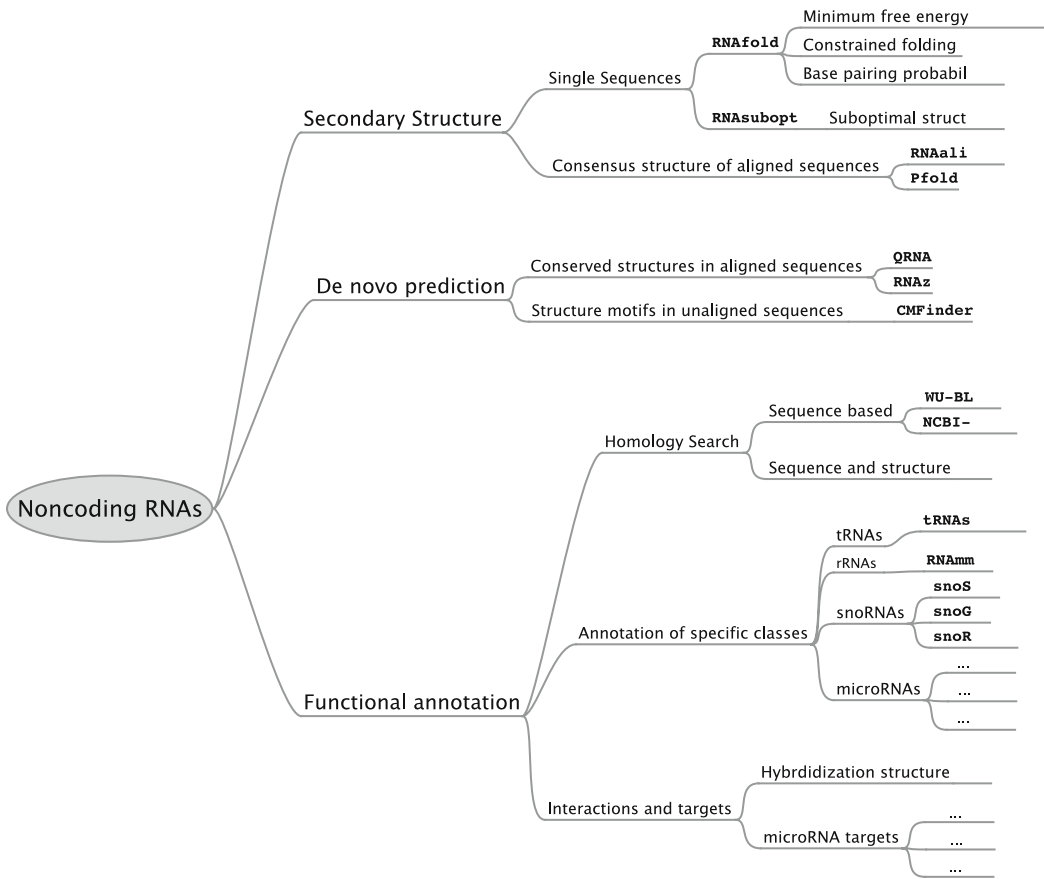 Noncoding RNAs
Secondary Structure
Single Sequences
RNAfold
Minimum free energy
Constrained folding
Base pairing probabil
RNAsubopt
Suboptimal struct
Consensus structure of aligned sequences
RNAali
Pfold
De novo prediction
Conserved structures in aligned sequences
QRNA
RNAz
Structure motifs in unaligned sequences
CMFinder
Functional annotation
Homology Search
Sequence based
WU-BL
NCBI-
Sequence and structure
Annotation of specific classes
tRNAs
tRNAs
rRNAs
RNAmm
snoRNAs
snoS
snoG
snoR
microRNAs
...
...
...
Interactions and targets
Hybrdidization structure
microRNA targets
...
...
...